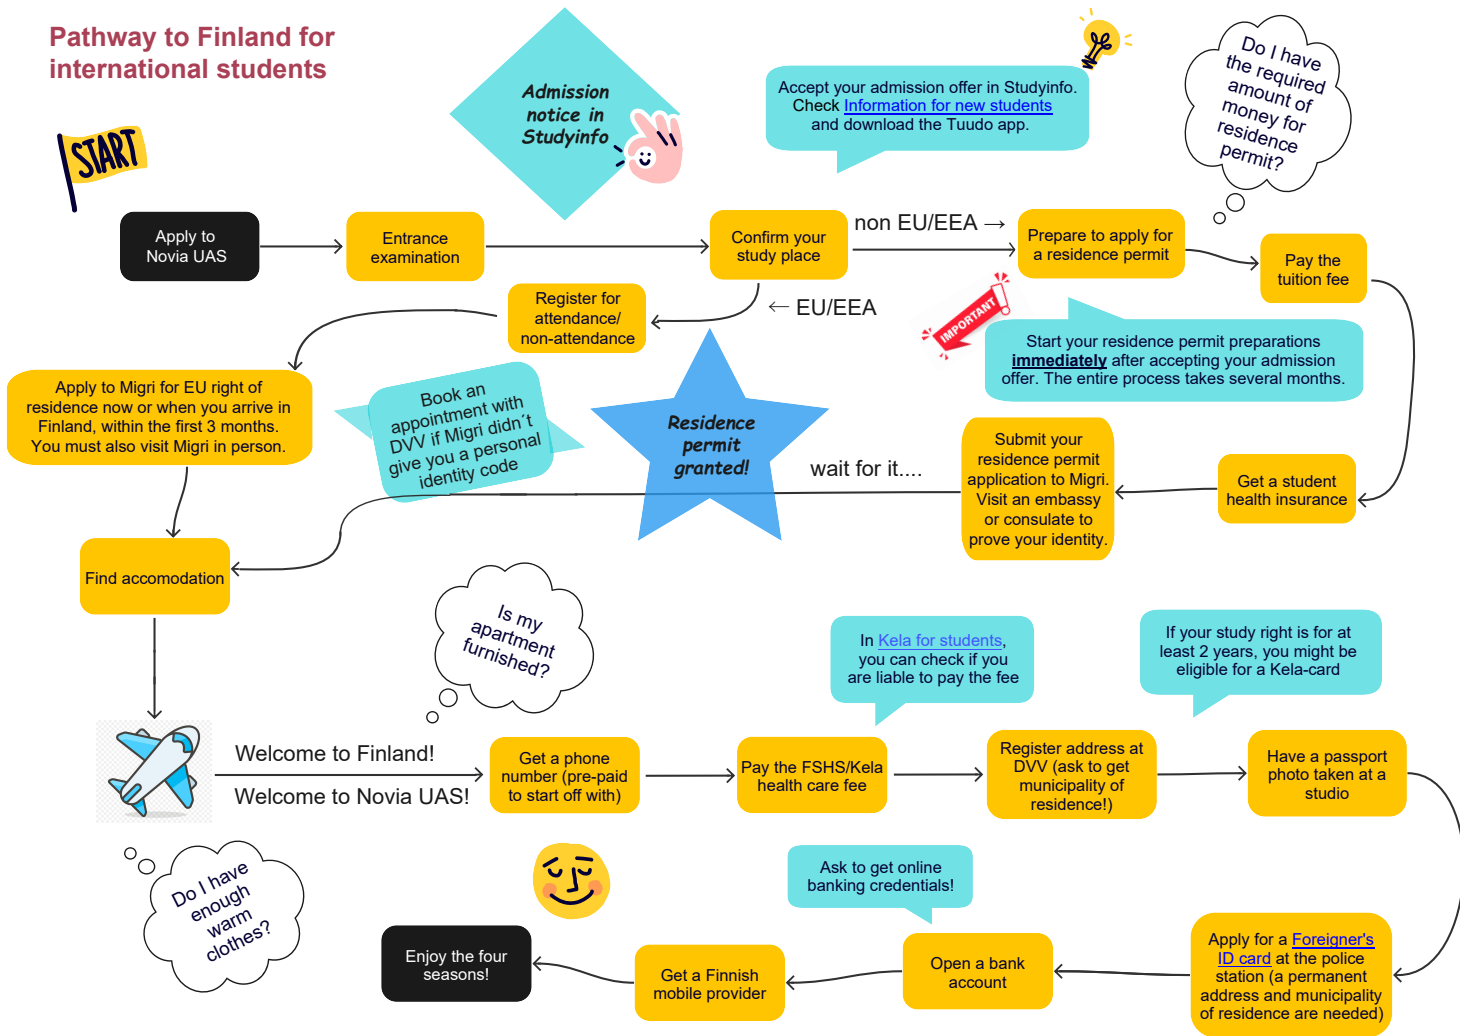 Pathway to Finland for
international students
START
Admission
notice in
Studyinfo
Accept your admission offer in Studyinfo.
Check Information for new students
and download the Tuudo app.
Do I have
the required
amount of
money for
residence
permit?
Apply to
Novia UAS
Entrance
examination
Confirm your
study place
non EU/EEA →
Prepare to apply for
a residence permit
Pay the
tuition fee
← EU/EEA
Register for
attendance/
non-attendance
IMPORTANT
Start your residence permit preparations
immediately after accepting your admission
offer. The entire process takes several months.
Apply to Migri for EU right of
residence now or when you arrive in
Finland, within the first 3 months.
You must also visit Migri in person.
Book an
appointment with
DVV if Migri didn´t
give you a personal
identity code
Residence
permit
granted!
wait for it....
Submit your
residence permit
application to Migri.
Visit an embassy
or consulate to
prove your identity.
Get a student
health insurance
Find accomodation
Is my
apartment
furnished?
In Kela for students,
you can check if you
are liable to pay the fee
If your study right is for at
least 2 years, you might be
eligible for a Kela-card
Welcome to Finland!
Welcome to Novia UAS!
Get a phone
number (pre-paid
to start off with)
Pay the FSHS/Kela
health care fee
Register address at
DVV (ask to get
municipality of
residence!)
Have a passport
photo taken at a
studio
Do I have
enough
warm
clothes?
Ask to get online
banking credentials!
Enjoy the four
seasons!
Get a Finnish
mobile provider
Open a bank
account
Apply for a Foreigner's
ID card at the police
station (a permanent
address and municipality
of residence are needed)